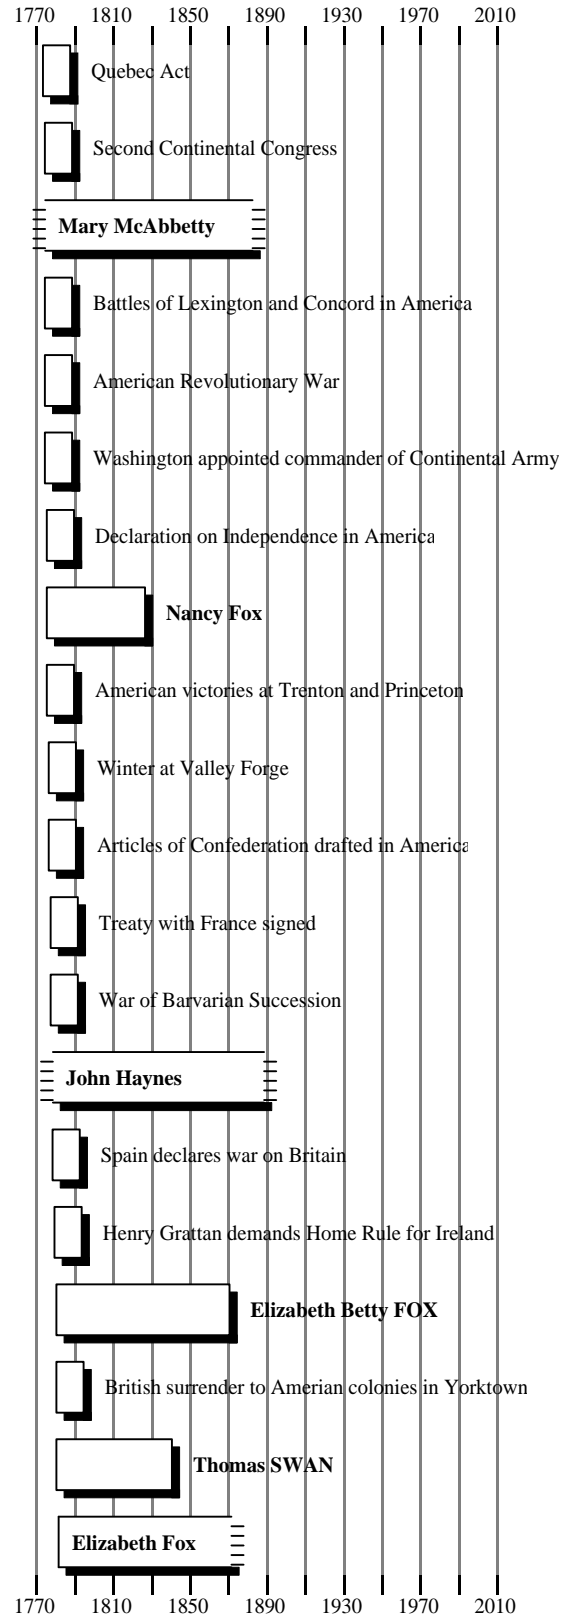 1770 1810 1850 1890 1930 1970 2010
Quebec Act
Second Continental Congress
Mary McAbbetty
Battles of Lexington and Concord in America
American Revolutionary War
Washington appointed commander of Continental Army
Declaration on Independence in America
Nancy Fox
American victories at Trenton and Princeton
Winter at Valley Forge
Articles of Confederation drafted in America
Treaty with France signed
War of Barvarian Succession
John Haynes
Spain declares war on Britain
Henry Grattan demands Home Rule for Ireland
Elizabeth Betty FOX
British surrender to Amerian colonies in Yorktown
Thomas SWAN
Elizabeth Fox
1770 1810 1850 1890 1930 1970 2010